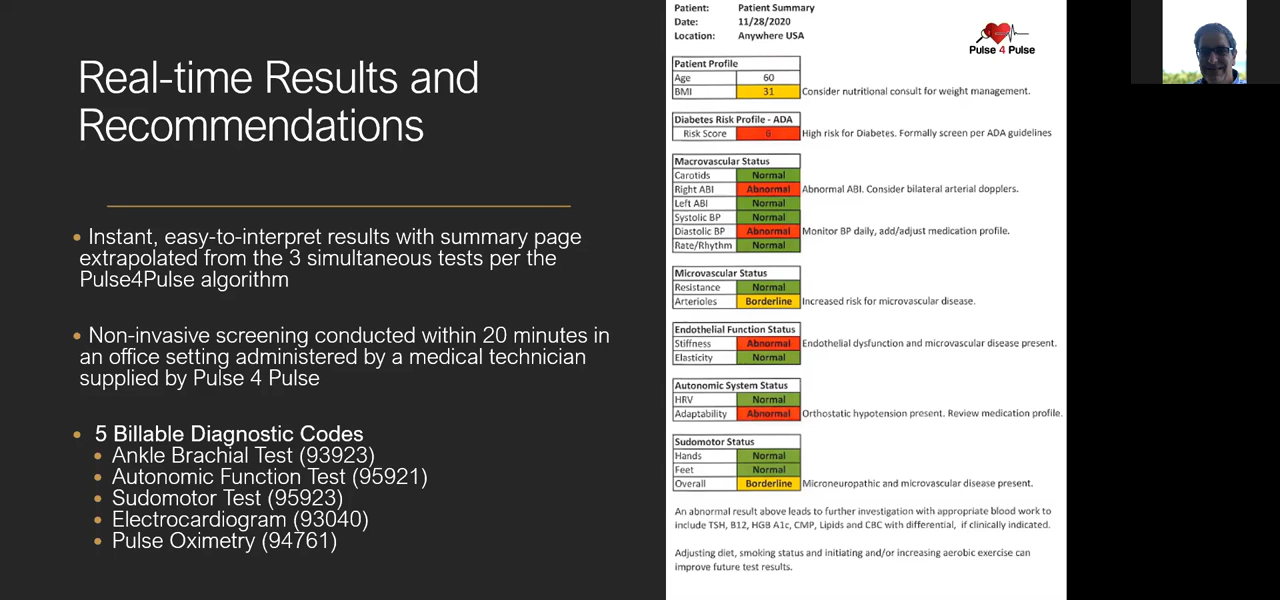 Real-time Results and
Recommendations
• Instant, easy-to-interpret results with summary page
extrapolated from the 3 simultaneous tests per the
Pulse4Pulse algorithm
• Non-invasive screening conducted within 20 minutes in
an office setting administered by a medical technician
supplied by Pulse 4 Pulse
• 5 Billable Diagnostic Codes
• Ankle Brachial Test (93923)
• Autonomic Function Test (95921)
• Sudomotor Test (95923)
• Electrocardiogram (93040)
• Pulse Oximetry (94761)
Patient: Patient Summary
Date: 11/28/2020
Location: Anywhere USA
Pulse 4 Pulse
Patient Profile
Age 60
BMI 31 Consider nutritional consult for weight management.
Diabetes Risk Profile - ADA
Risk Score 6 High risk for Diabetes. Formally screen per ADA guidelines
Macrovascular Status
Carotids Normal
Right ABI Abnormal Abnormal ABI. Consider bilateral arterial dopplers.
Left ABI Normal
Systolic BP Normal
Diastolic BP Abnormal Monitor BP daily, add/adjust medication profile.
Rate/Rhythm Normal
Microvascular Status
Resistance Normal
Arterioles Borderline Increased risk for microvascular disease.
Endothelial Function Status
Stiffness Abnormal Endothelial dysfunction and microvascular disease present.
Elasticity Normal
Autonomic System Status
HRV Normal
Adaptability Abnormal Orthostatic hypotension present. Review medication profile.
Sudomotor Status
Hands Normal
Feet Normal
Overall Borderline Microneuropathic and microvascular disease present.
An abnormal result above leads to further investigation with appropriate blood work to
include TSH, B12, HGB A1c, CMP, Lipids and CBC with differential, if clinically indicated.
Adjusting diet, smoking status and initiating and/or increasing aerobic exercise can
improve future test results.